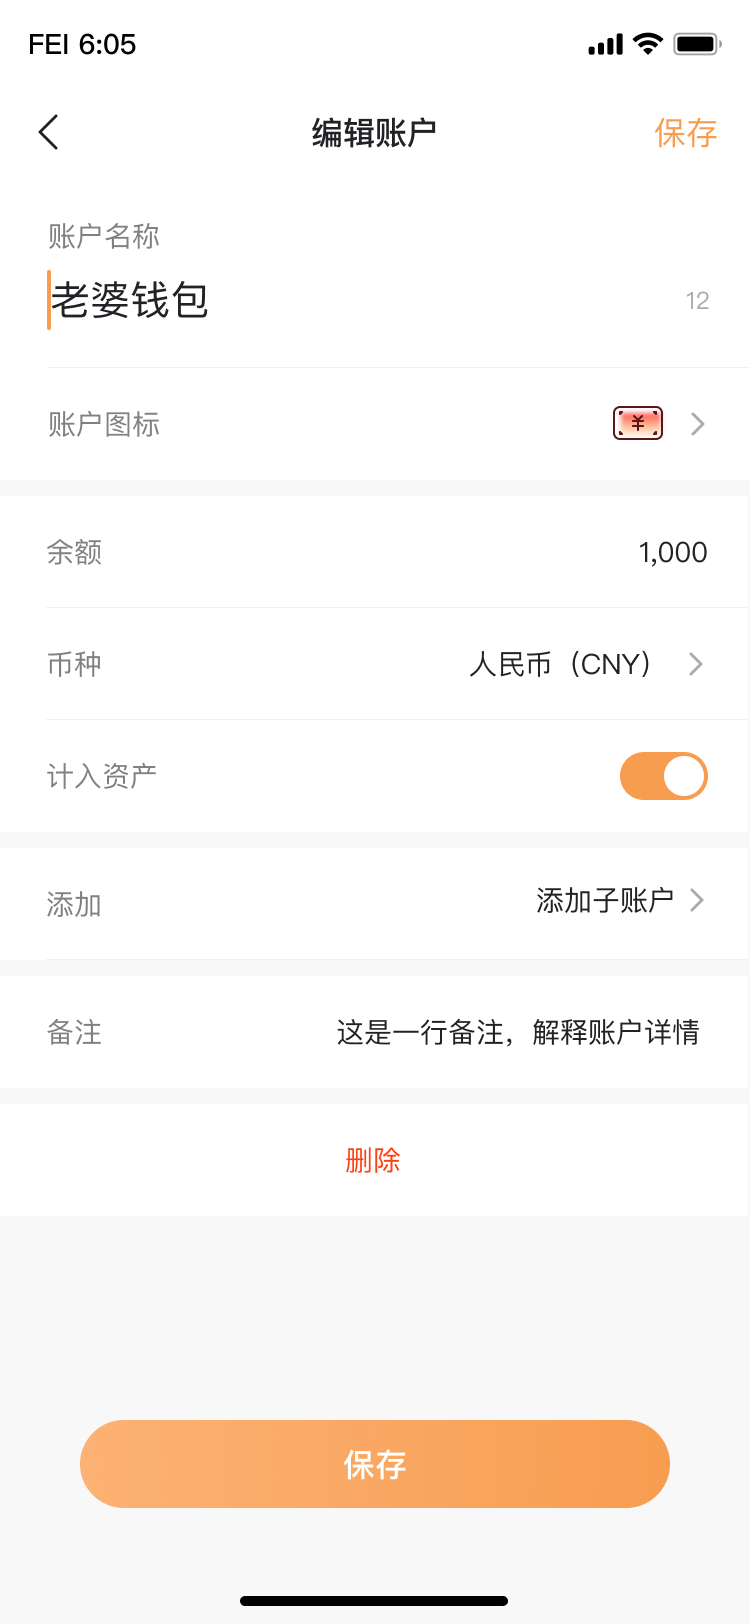 FEI 6:05
编辑账户
保存
账户名称
老婆钱包
12
账户图标
¥
余额
1,000
币种
人民币（CNY）
计入资产
添加
添加子账户
备注
这是一行备注，解释账户详情
删除
保存